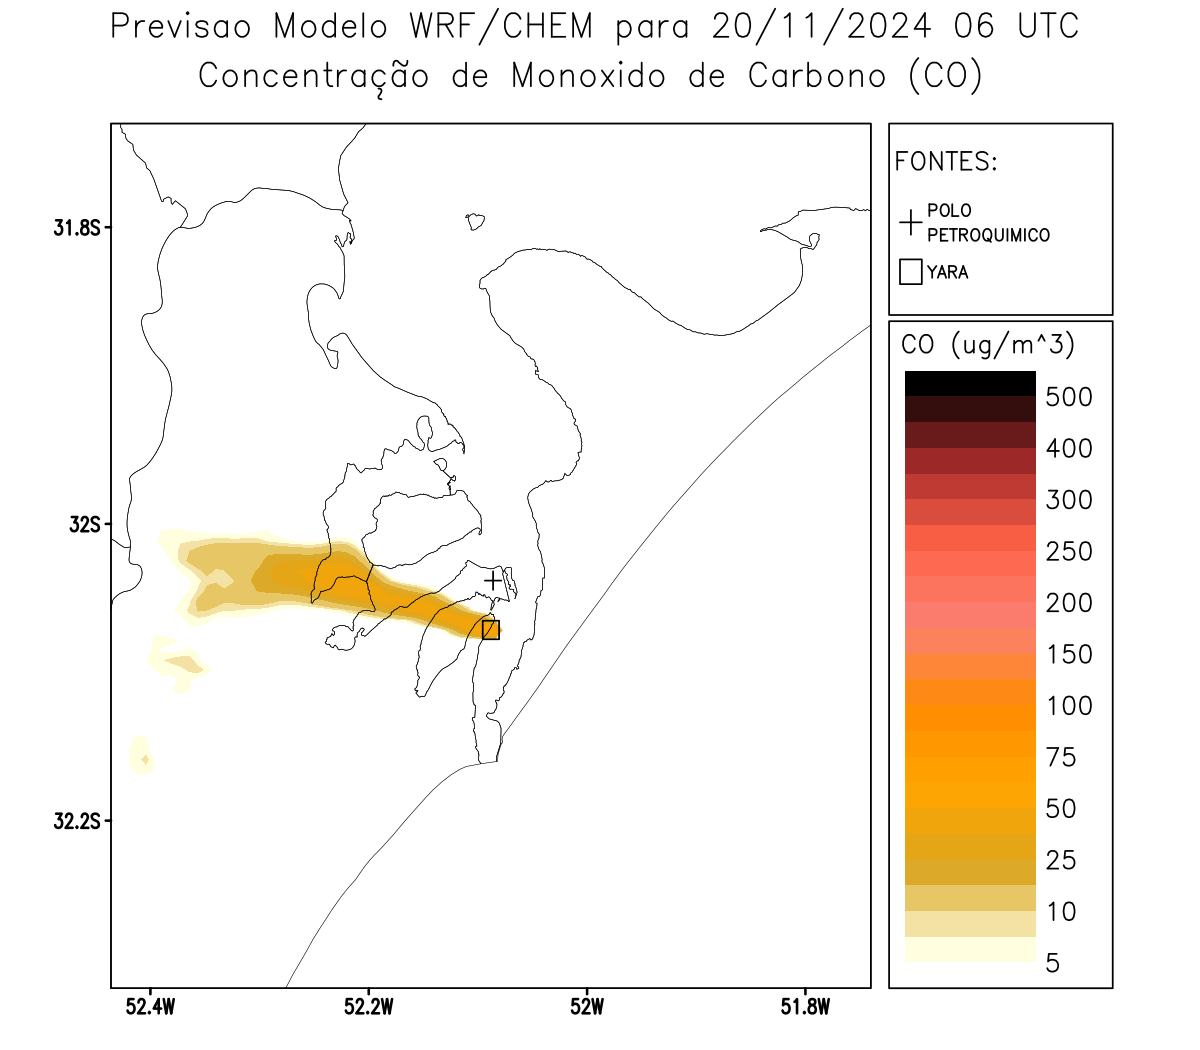 Previsao Modelo WRF/CHEM para 20/11/2024 06 UTC
Concentração de Monoxido de Carbono (CO)
FONTES:
POLO
PETROQUIMICO
YARA
CO (ug/m^3)
500
400
300
250
200
150
100
75
50
25
10
5
31.8S
32S
32.2S
52.4W
52.2W
52W
51.8W